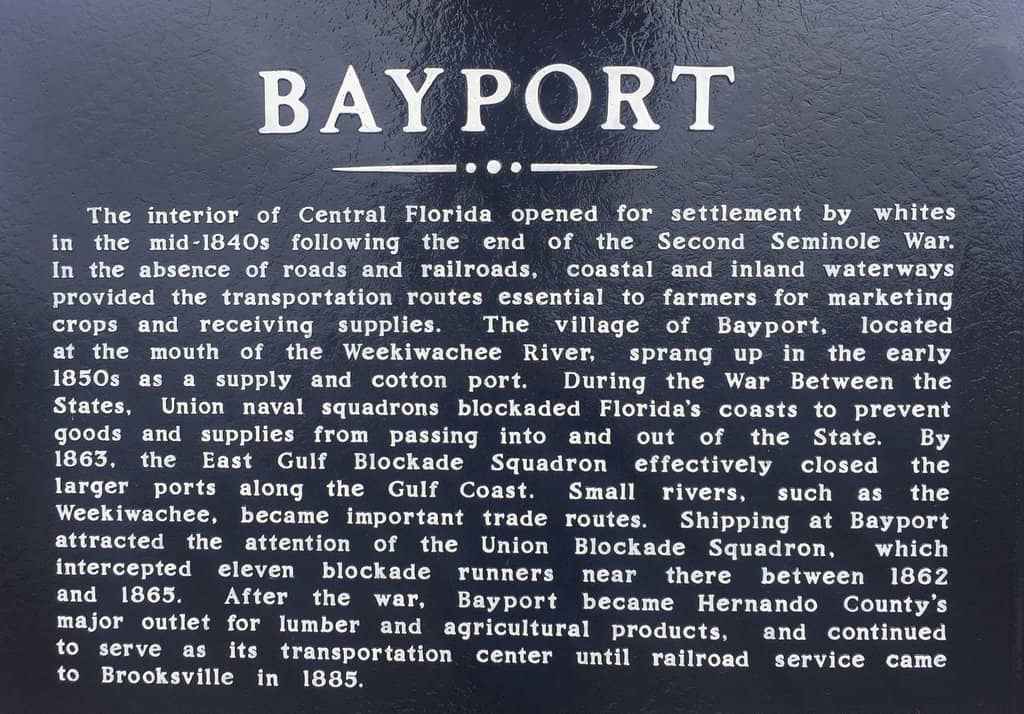 BAYPORT
The interior of Central Florida opened for settlement by whites
in the mid-1840s following the end of the Second Seminole War.
In the absence of roads and railroads, coastal and inland waterways
provided the transportation routes essential to farmers for marketing
crops and receiving supplies. The village of Bayport, located
at the mouth of the Weekiwachee River, sprang up in the early
1850s as a supply and cotton port. During the War Between the
States, Union naval squadrons blockaded Florida's coasts to prevent
goods and supplies from passing into and out of the State. By
1863, the East Gulf Blockade Squadron effectively closed the
larger ports along the Gulf Coast. Small rivers, such as the
Weekiwachee, became important trade routes. Shipping at Bayport
attracted the attention of the Union Blockade Squadron, which
intercepted eleven blockade runners near there between 1862
and 1865. After the war, Bayport became Hernando County's
major outlet for lumber and agricultural products, and continued
to serve as its transportation center until railroad service came
to Brooksville in 1885.